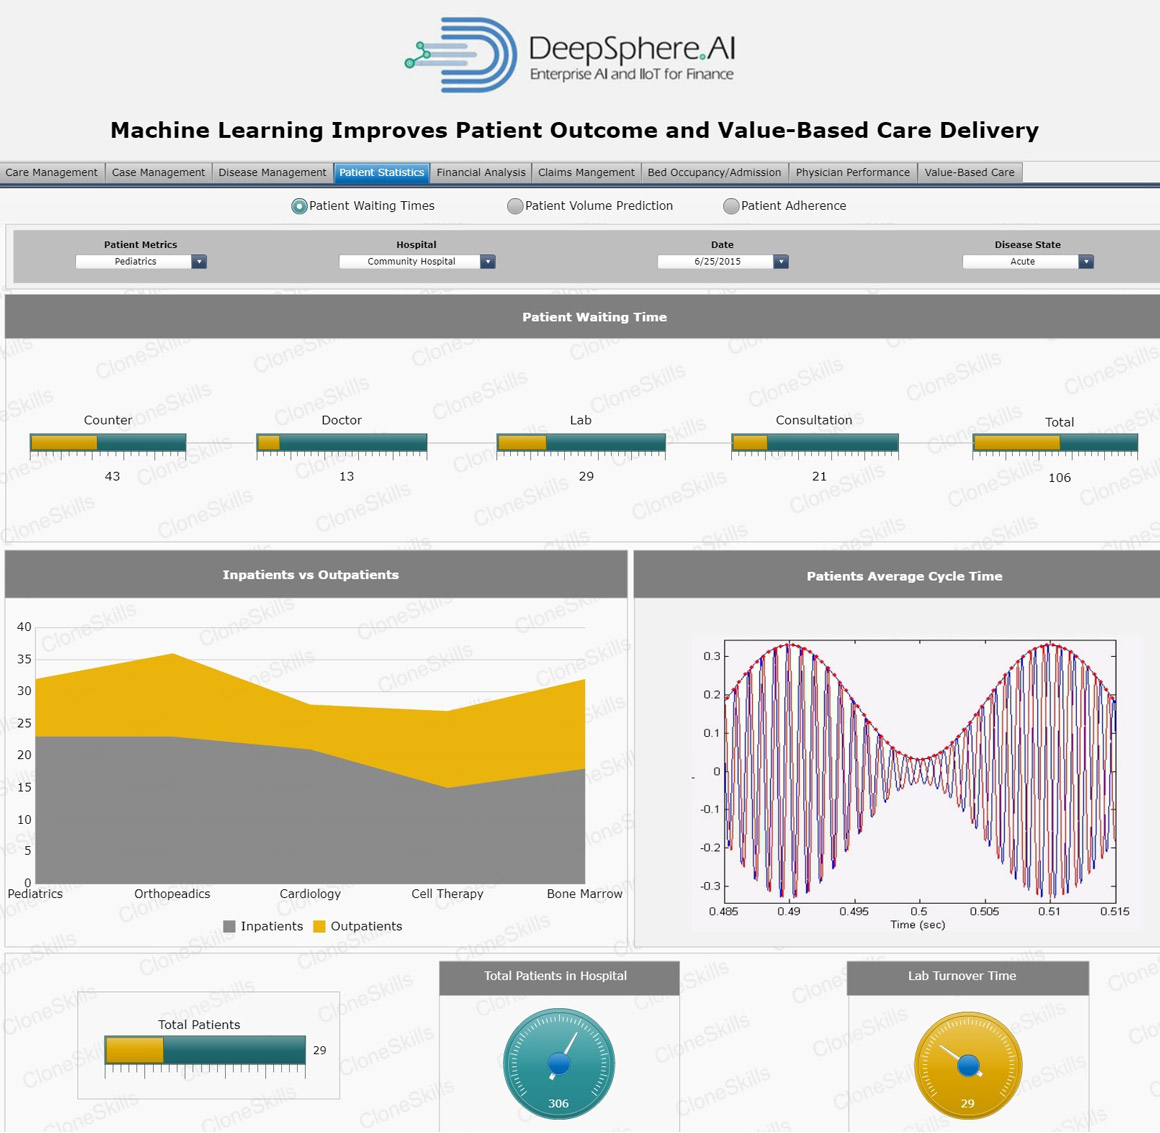 DeepSphere.AI
Enterprise AI and IIoT for Finance
Machine Learning Improves Patient Outcome and Value-Based Care Delivery
Care Management Case Management Disease Management Patient Statistics Financial Analysis Claims Mangement Bed Occupancy/Admission Physician Performance Value-Based Care
Patient Waiting Times Patient Volume Prediction Patient Adherence
Patient Metrics Hospital Date Disease State
Pediatrics Community Hospital 6/25/2015 Acute
Patient Waiting Time
Counter Doctor Lab Consultation Total
43 13 29 21 106
Inpatients vs Outpatients
40
35
30
25
20
15
10
5
0
Pediatrics Orthopeadics Cardiology Cell Therapy Bone Marrow
Inpatients Outpatients
Patients Average Cycle Time
0.3
0.2
0.1
0
-0.1
-0.2
-0.3
0.485 0.49 0.495 0.5 0.505 0.51 0.515
Time (sec)
Total Patients
29
Total Patients in Hospital
306
Lab Turnover Time
29
CloneSkills